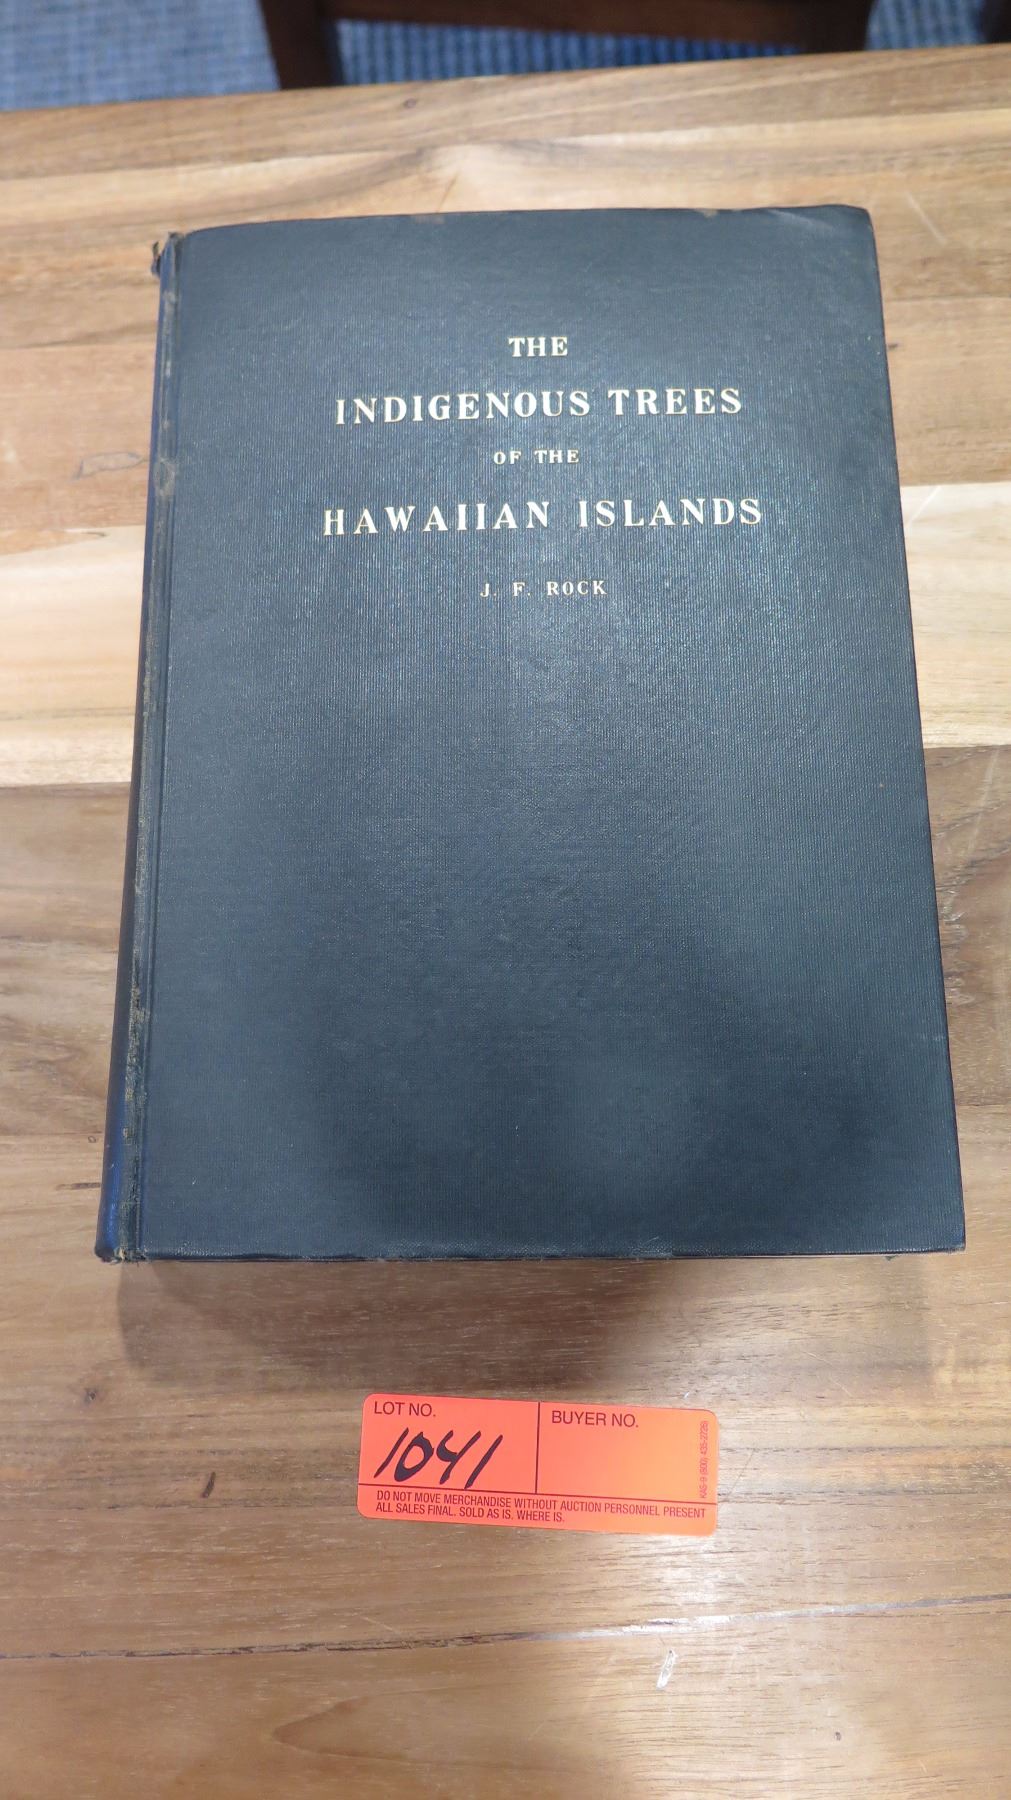 THE
INDIGENOUS TREES
OF THE
HAWAIIAN ISLANDS
J. F. ROCK
LOT NO.
1041
BUYER NO.
DO NOT MOVE MERCHANDISE WITHOUT AUCTION PERSONNEL PRESENT
ALL SALES FINAL. SOLD AS IS. WHERE IS.